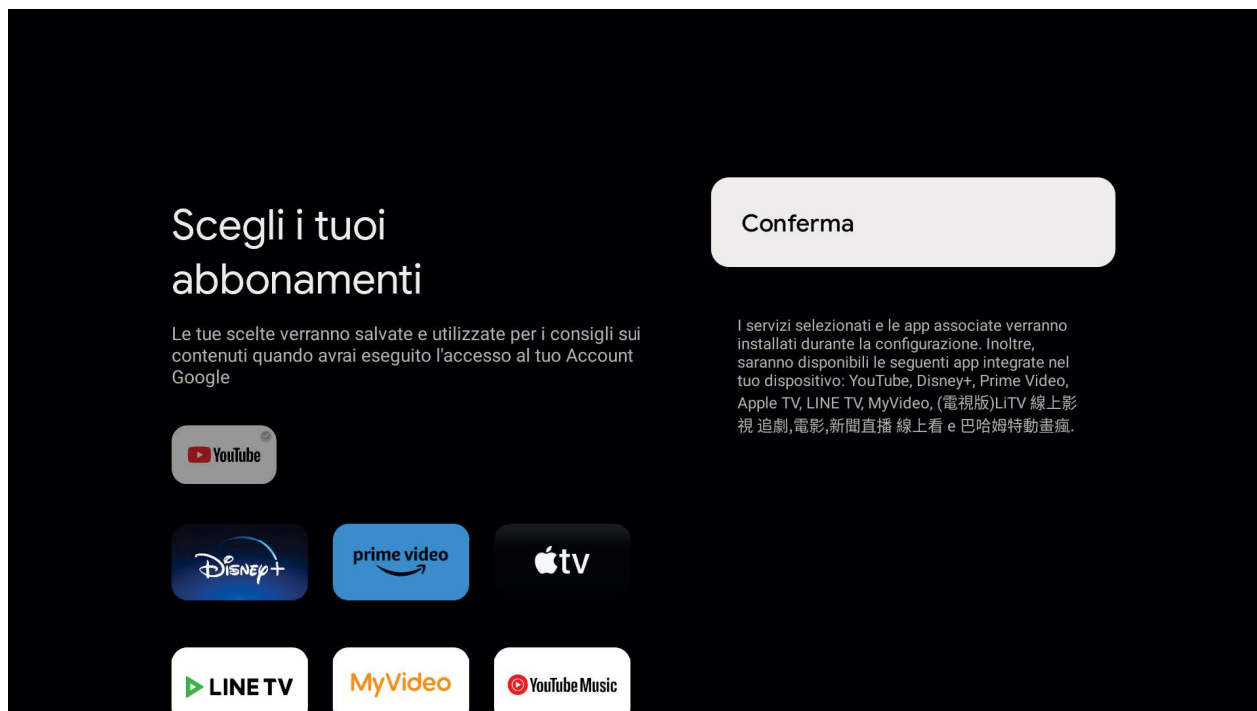 Scegli i tuoi
abbonamenti
Le tue scelte verranno salvate e utilizzate per i consigli sui
contenuti quando avrai eseguito l'accesso al tuo Account
Google
YouTube
Disney+
prime video
tv
LINE TV
MyVideo
YouTube Music
Conferma
I servizi selezionati e le app associate verranno
installati durante la configurazione. Inoltre,
saranno disponibili le seguenti app integrate nel
tuo dispositivo: YouTube, Disney+, Prime Video,
Apple TV, LINE TV, MyVideo, (電視版)LiTV 線上影
視 追劇,電影,新聞直播 線上看 e 巴哈姆特動畫瘋.